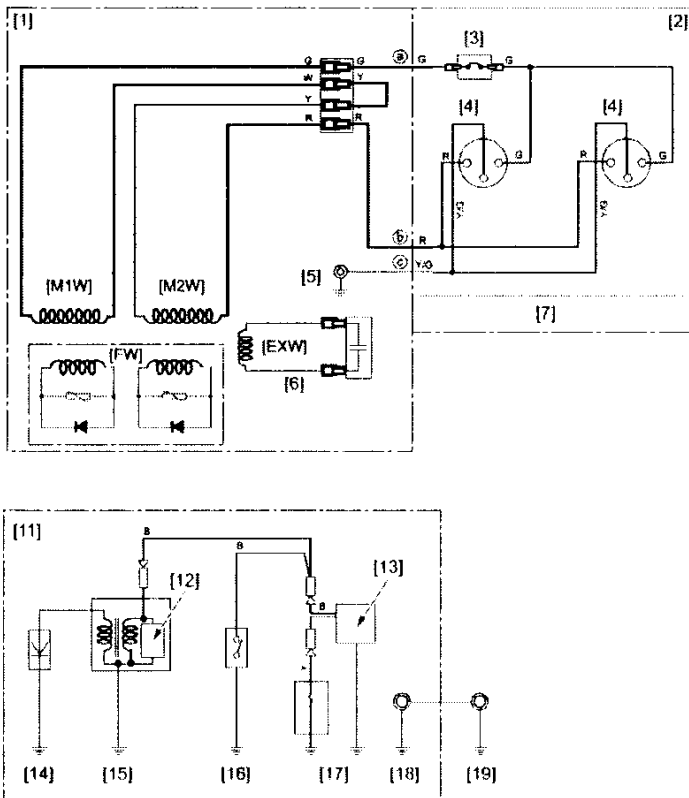 [1]
[2]
[3]
G G a G G
W Y
Y
R R
[4] [4]
R G R G
Y/G Y/G
b R
c Y/G
[5]
[M1W] [M2W]
[7]
[EXW]
[FW]
[6]
[11]
B
B
[12]
[13]
B
Y
[14] [15] [16] [17] [18] [19]